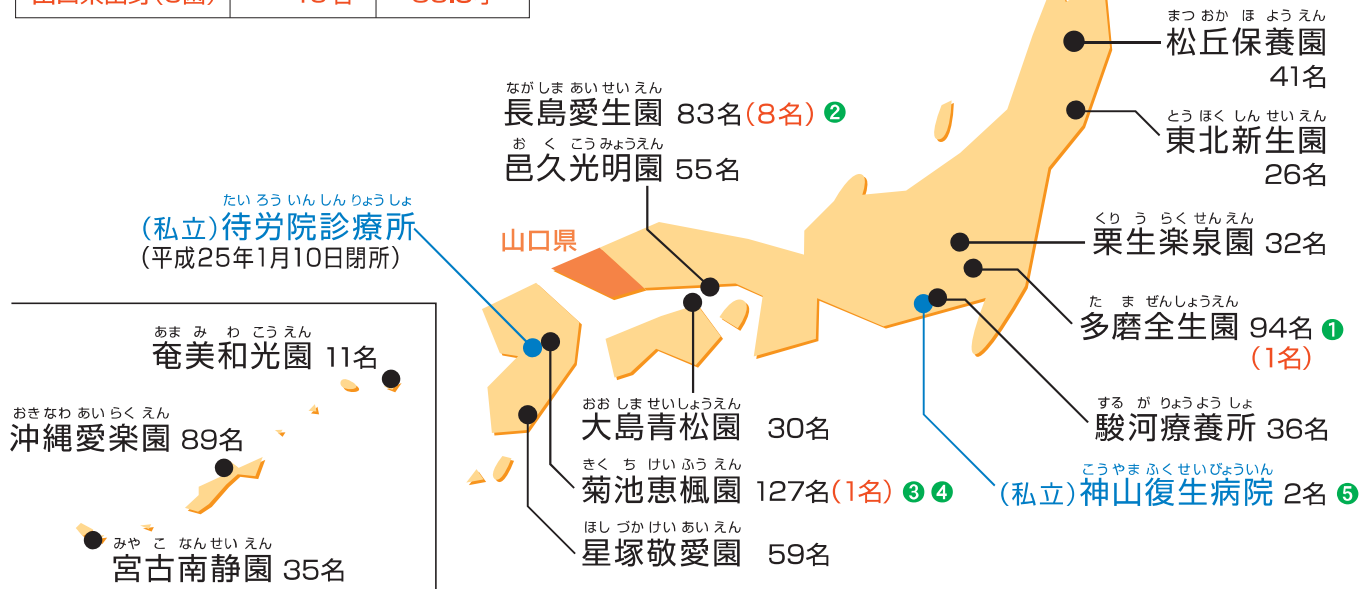 まつおかほようえん
松丘保養園
41名
ながしまあいせいえん
長島愛生園 83名(8名) ❷
とうほくしんせいえん
東北新生園
26名
おくこうみょうえん
邑久光明園 55名
たいろういんしんりょうしょ
(私立)待労院診療所
(平成25年1月10日閉所)
山口県
くりうらくせんえん
栗生楽泉園 32名
たまぜんしょうえん
多磨全生園 94名 ❶
(1名)
あまみわこうえん
奄美和光園 11名
おきなわあいらくえん
沖縄愛楽園 89名
みやこなんせいえん
宮古南静園 35名
おおしませいしょうえん
大島青松園 30名
するがりょうようしょ
駿河療養所 36名
きくちけいふうえん
菊池恵楓園 127名(1名) ❸ ❹
こうやまふくせいびょういん
(私立)神山復生病院 2名 ❺
ほしづかけいあいえん
星塚敬愛園 59名